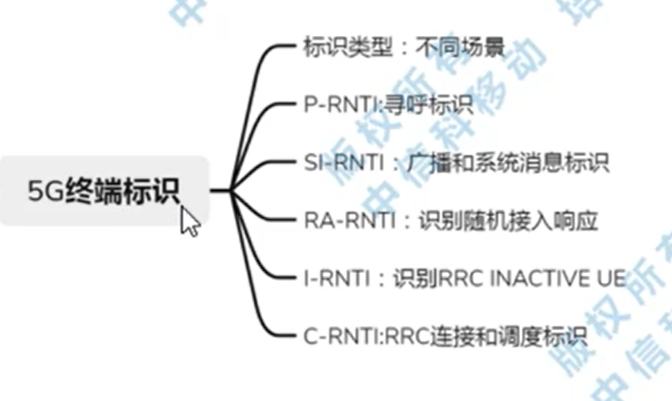 5G终端标识
标识类型：不同场景
P-RNTI:寻呼标识
SI-RNTI：广播和系统消息标识
RA-RNTI：识别随机接入响应
I-RNTI：识别RRC INACTIVE UE
C-RNTI:RRC连接和调度标识
中信
版权所有
中信科移动 培
版权所有
中信科